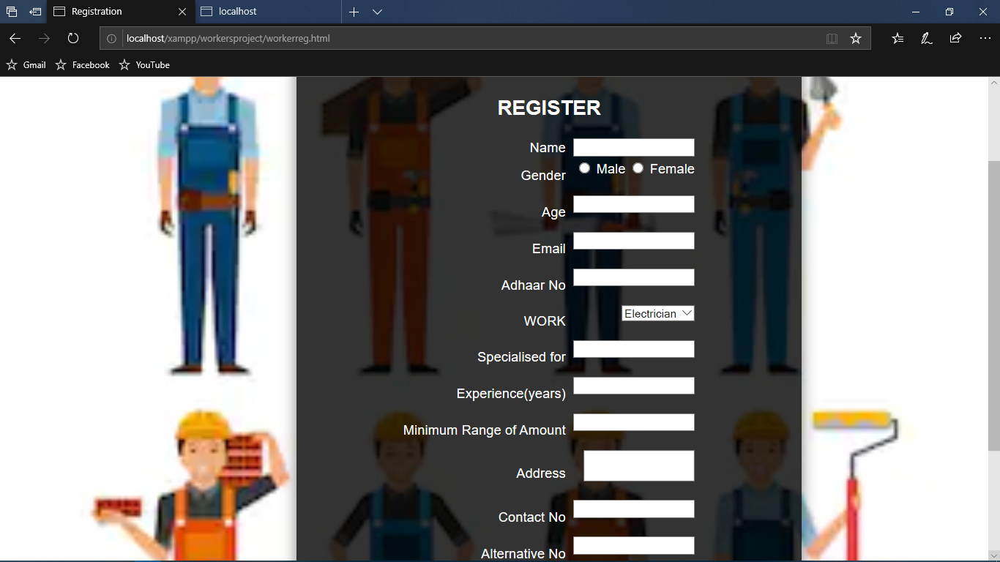 Registration
localhost
localhost/xampp/workersproject/workerreg.html
Gmail Facebook YouTube
REGISTER
Name
Gender Male Female
Age
Email
Adhaar No
WORK Electrician
Specialised for
Experience(years)
Minimum Range of Amount
Address
Contact No
Alternative No